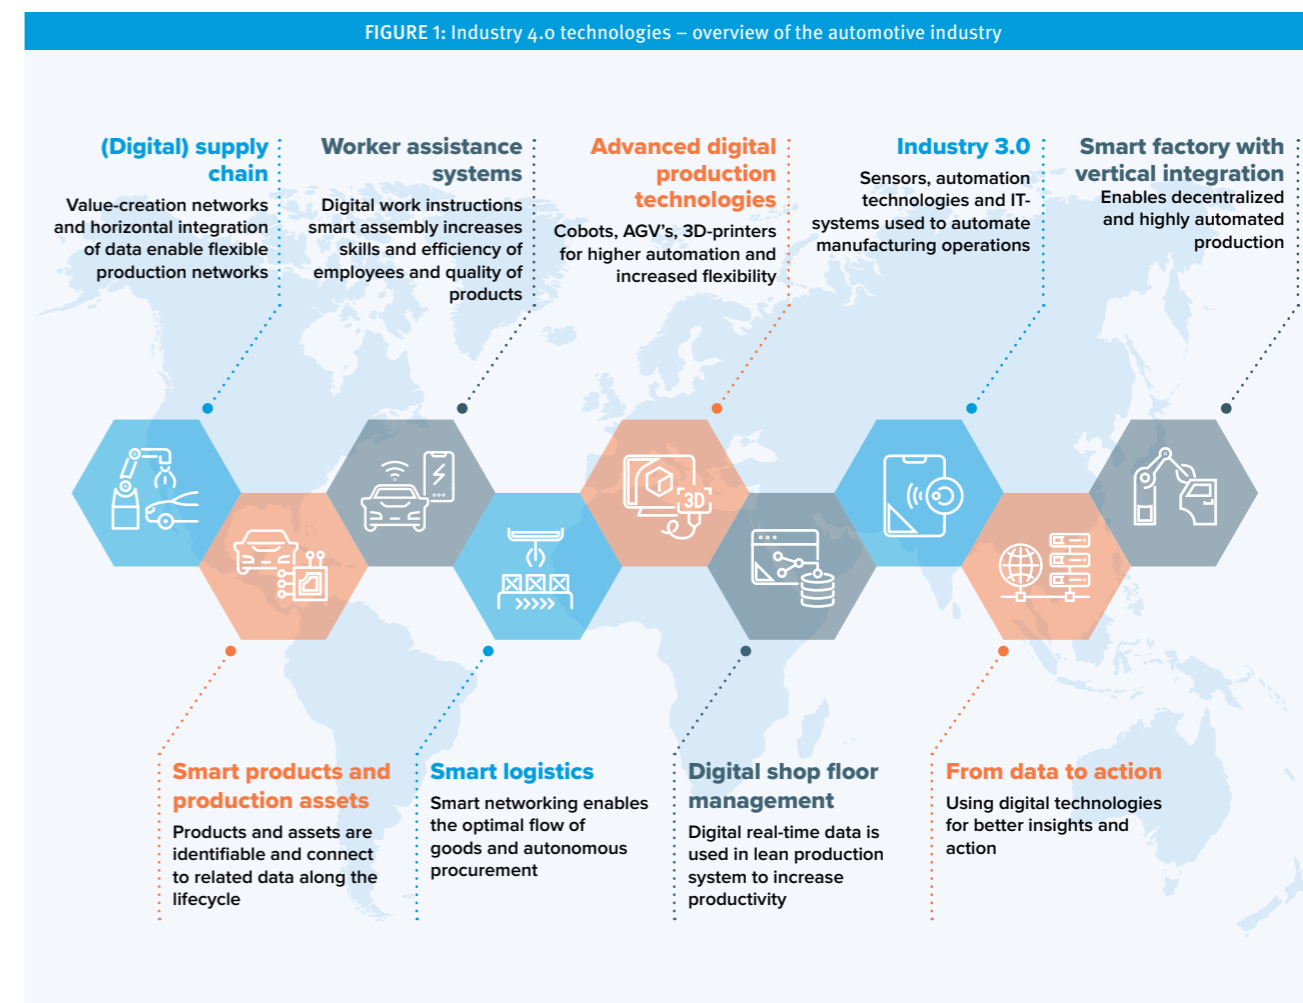 FIGURE 1: Industry 4.0 technologies – overview of the automotive industry
(Digital) supply
chain
Value-creation networks
and horizontal integration
of data enable flexible
production networks
Worker assistance
systems
Digital work instructions
smart assembly increases
skills and efficiency of
employees and quality of
products
Advanced digital
production
technologies
Cobots, AGV's, 3D-printers
for higher automation and
increased flexibility
Industry 3.0
Sensors, automation
technologies and IT-
systems used to automate
manufacturing operations
Smart factory with
vertical integration
Enables decentralized
and highly automated
production
3D
Smart products and
production assets
Products and assets are
identifiable and connect
to related data along the
lifecycle
Smart logistics
Smart networking enables
the optimal flow of
goods and autonomous
procurement
Digital shop floor
management
Digital real-time data is
used in lean production
system to increase
productivity
From data to action
Using digital technologies
for better insights and
action